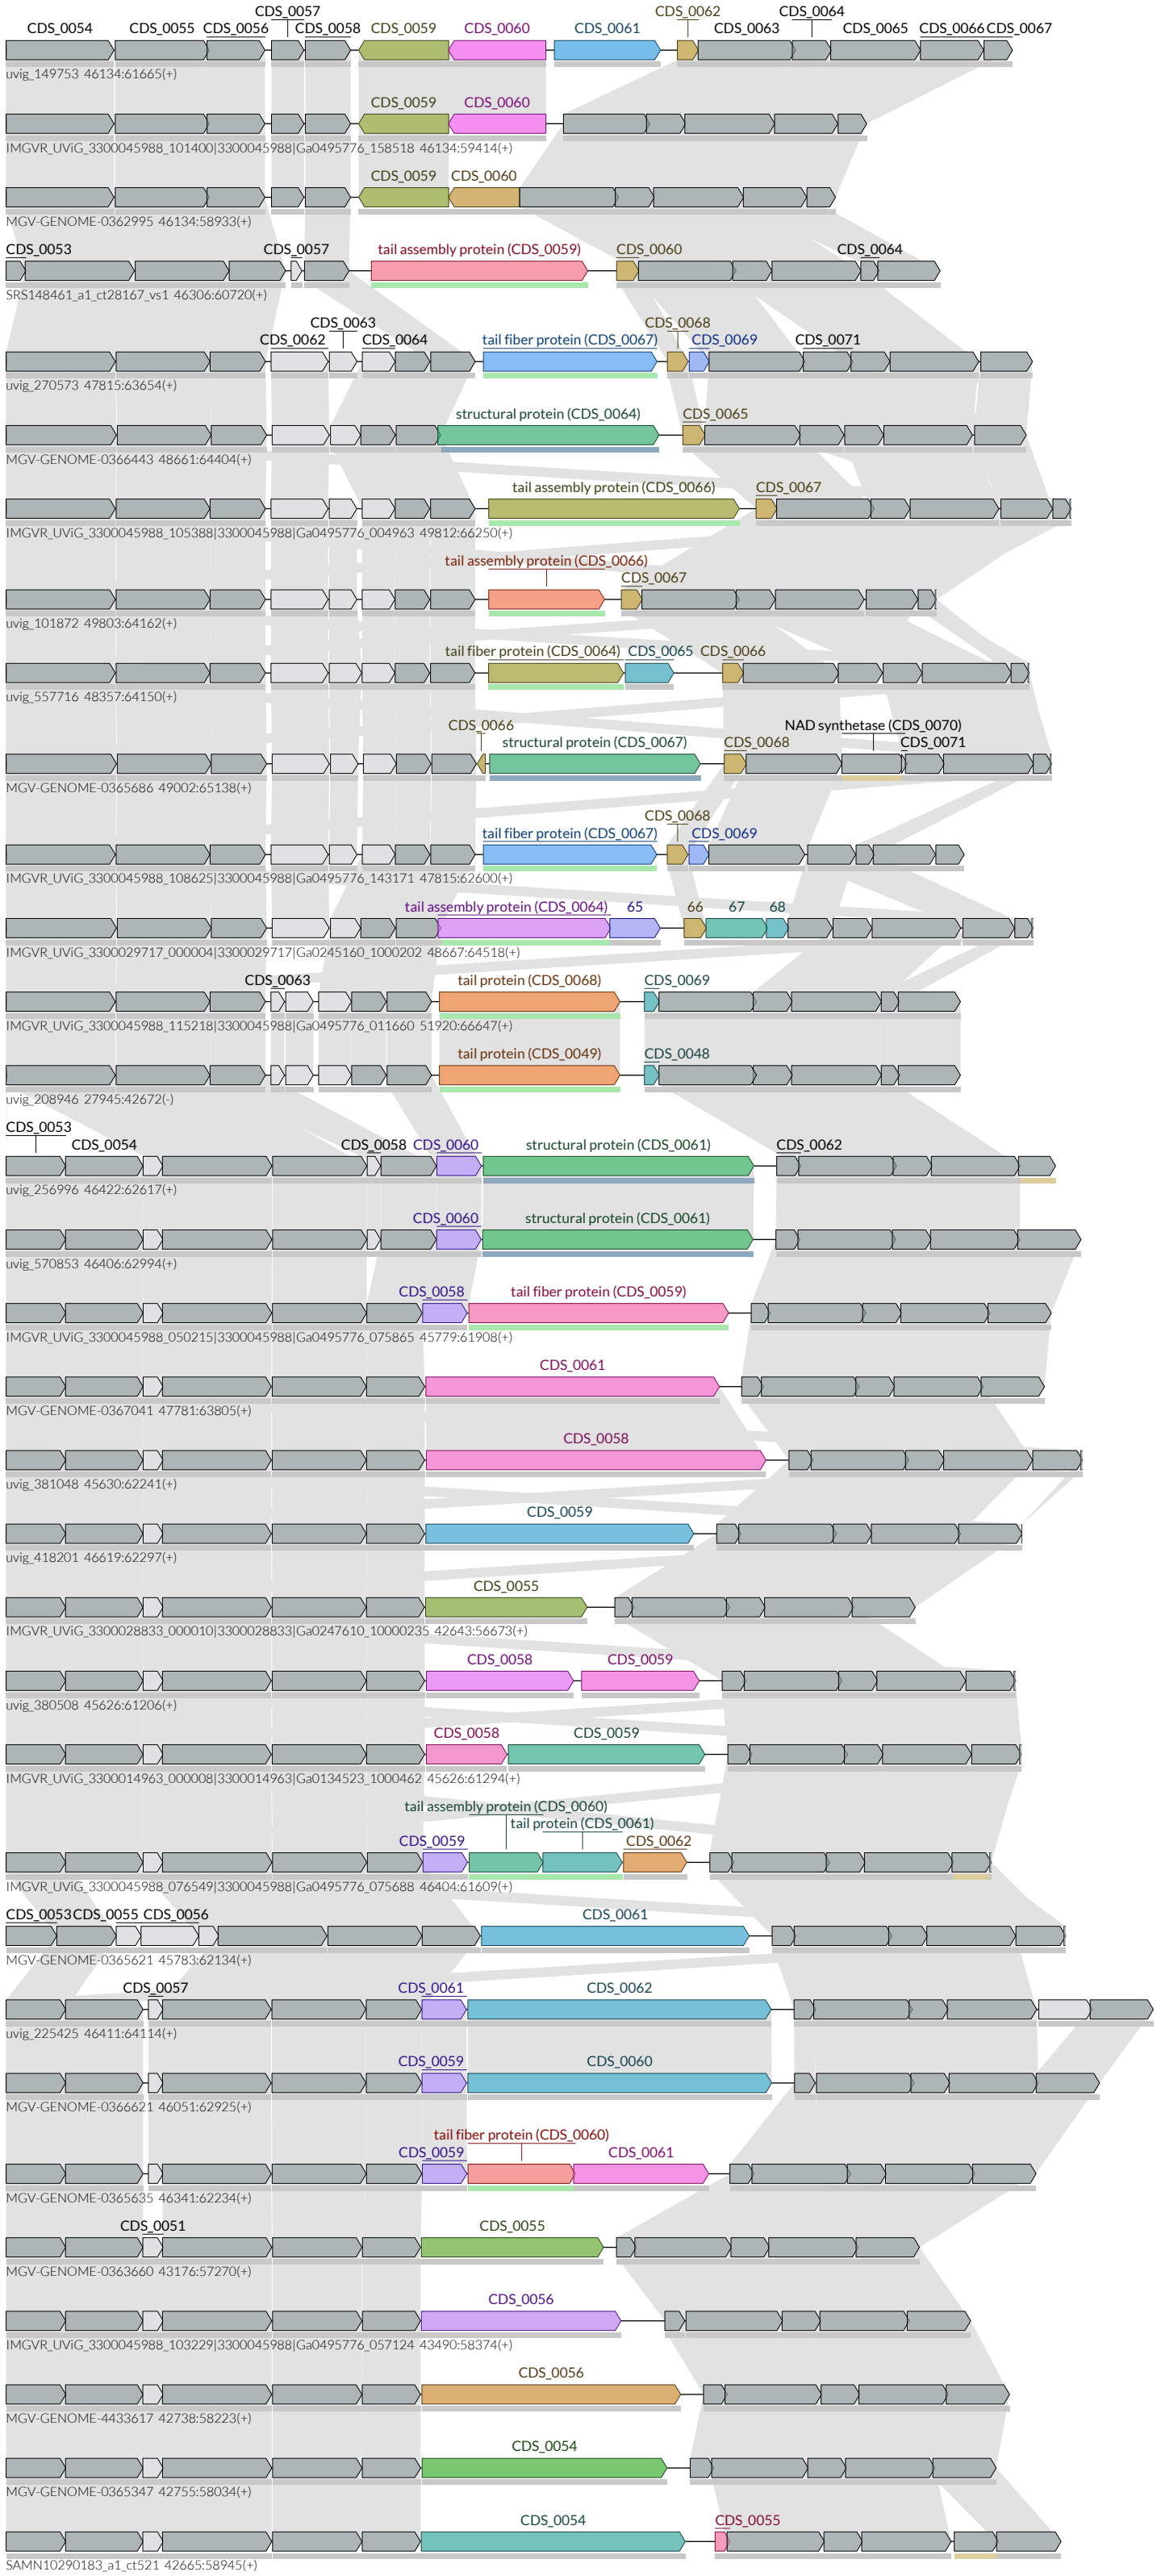 CDS_0057 CDS_0062 CDS_0064
CDS_0054 CDS_0055 CDS_0056 CDS_0058 CDS_0059 CDS_0060 CDS_0061 CDS_0063 CDS_0065 CDS_0066 CDS_0067
uvig_149753 46134:61665(+)
CDS_0059 CDS_0060
IMGVR_UViG_3300045988_101400|3300045988|Ga0495776_158518 46134:59414(+)
CDS_0059 CDS_0060
MGV-GENOME-0362995 46134:58933(+)
CDS_0053 CDS_0057 tail assembly protein (CDS_0059) CDS_0060 CDS_0064
SRS148461_a1_ct28167_vs1 46306:60720(+)
CDS_0063 CDS_0068
CDS_0062 CDS_0064 tail fiber protein (CDS_0067) CDS_0069 CDS_0071
uvig_270573 47815:63654(+)
structural protein (CDS_0064) CDS_0065
MGV-GENOME-0366443 48661:64404(+)
tail assembly protein (CDS_0066) CDS_0067
IMGVR_UViG_3300045988_105388|3300045988|Ga0495776_004963 49812:66250(+)
tail assembly protein (CDS_0066)
CDS_0067
uvig_101872 49803:64162(+)
tail fiber protein (CDS_0064) CDS_0065 CDS_0066
uvig_557716 48357:64150(+)
CDS_0066 NAD synthetase (CDS_0070)
structural protein (CDS_0067) CDS_0068 CDS_0071
MGV-GENOME-0365686 49002:65138(+)
CDS_0068
tail fiber protein (CDS_0067) CDS_0069
IMGVR_UViG_3300045988_108625|3300045988|Ga0495776_143171 47815:62600(+)
tail assembly protein (CDS_0064) 65 66 67 68
IMGVR_UViG_3300029717_000004|3300029717|Ga0245160_1000202 48667:64518(+)
CDS_0063 tail protein (CDS_0068) CDS_0069
IMGVR_UViG_3300045988_115218|3300045988|Ga0495776_011660 51920:66647(+)
tail protein (CDS_0049) CDS_0048
uvig_208946 27945:42672(-)
CDS_0053
CDS_0054 CDS_0058 CDS_0060 structural protein (CDS_0061) CDS_0062
uvig_256996 46422:62617(+)
CDS_0060 structural protein (CDS_0061)
uvig_570853 46406:62994(+)
CDS_0058 tail fiber protein (CDS_0059)
IMGVR_UViG_3300045988_050215|3300045988|Ga0495776_075865 45779:61908(+)
CDS_0061
MGV-GENOME-0367041 47781:63805(+)
CDS_0058
uvig_381048 45630:62241(+)
CDS_0059
uvig_418201 46619:62297(+)
CDS_0055
IMGVR_UViG_3300028833_000010|3300028833|Ga0247610_10000235 42643:56673(+)
CDS_0058 CDS_0059
uvig_380508 45626:61206(+)
CDS_0058 CDS_0059
IMGVR_UViG_3300014963_000008|3300014963|Ga0134523_1000462 45626:61294(+)
tail assembly protein (CDS_0060)
tail protein (CDS_0061)
CDS_0059 CDS_0062
IMGVR_UViG_3300045988_076549|3300045988|Ga0495776_075688 46404:61609(+)
CDS_0053 CDS_0055 CDS_0056 CDS_0061
MGV-GENOME-0365621 45783:62134(+)
CDS_0057 CDS_0061 CDS_0062
uvig_225425 46411:64114(+)
CDS_0059 CDS_0060
MGV-GENOME-0366621 46051:62925(+)
tail fiber protein (CDS_0060)
CDS_0059 CDS_0061
MGV-GENOME-0365635 46341:62234(+)
CDS_0051 CDS_0055
MGV-GENOME-0363660 43176:57270(+)
CDS_0056
IMGVR_UViG_3300045988_103229|3300045988|Ga0495776_057124 43490:58374(+)
CDS_0056
MGV-GENOME-4433617 42738:58223(+)
CDS_0054
MGV-GENOME-0365347 42755:58034(+)
CDS_0054 CDS_0055
SAMN10290183_a1_ct521 42665:58945(+)